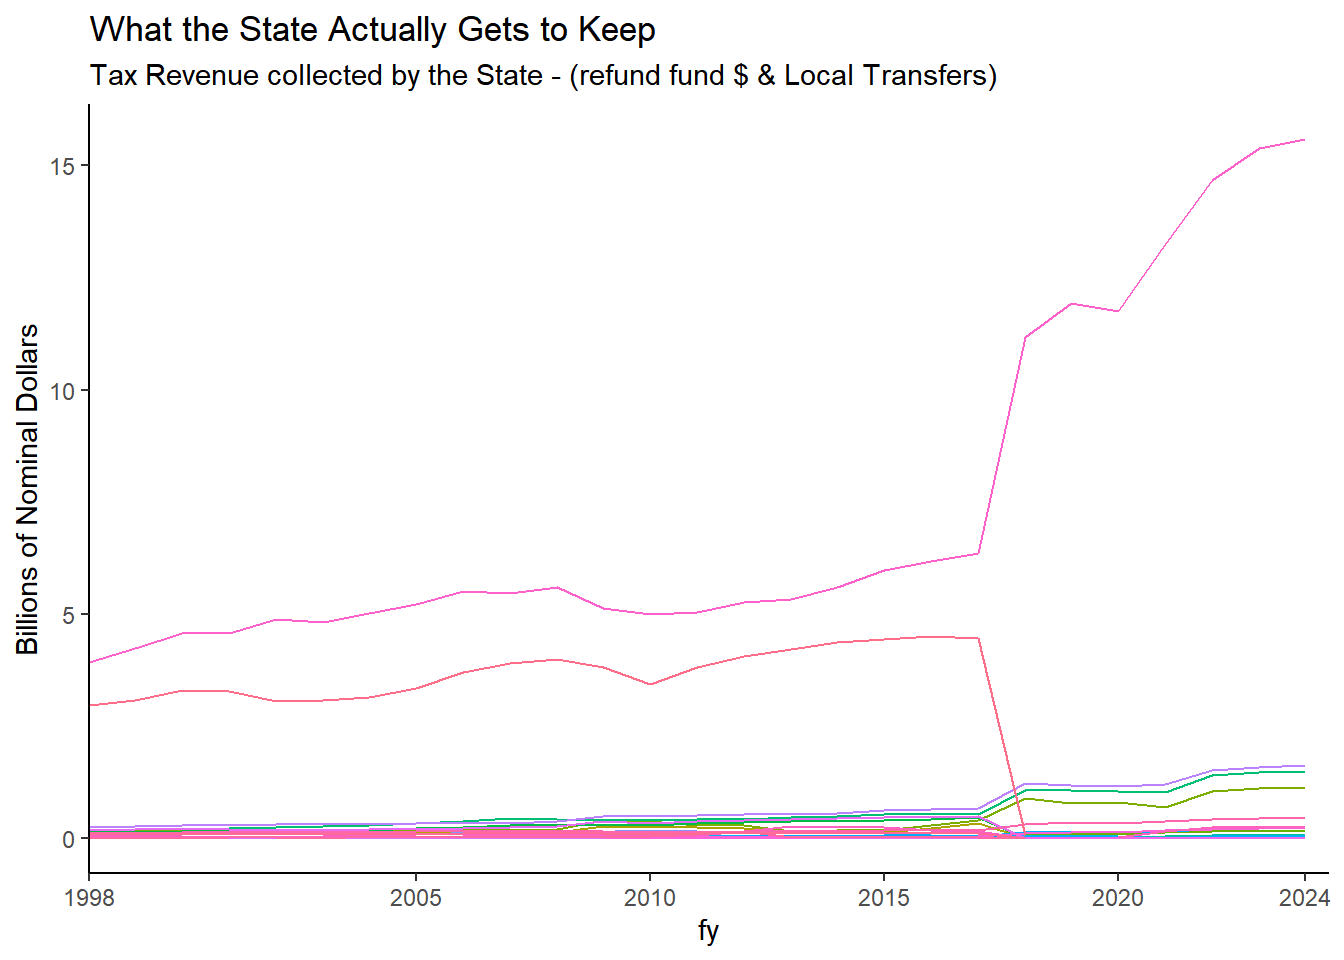 What the State Actually Gets to Keep
Tax Revenue collected by the State - (refund fund $ & Local Transfers)
Billions of Nominal Dollars
15
10
5
0
1998
2005
2010
2015
2020
2024
fy